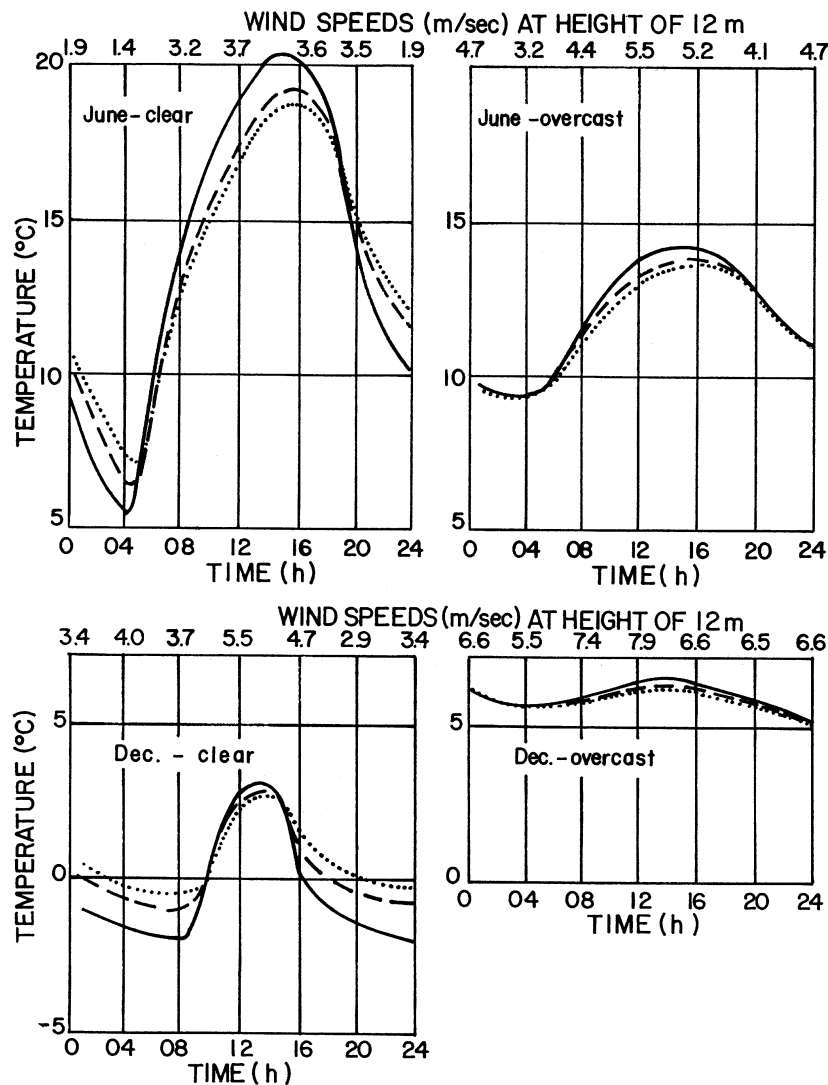 WIND SPEEDS (m/sec) AT HEIGHT OF 12 m
1.9 1.4 3.2 37 3.6 3.5 1.9 4.7 3.2 4.4 5.5 5.2 4.1 4.7
20
June-clear
June-overcast
15
15
TEMPERATURE (°C)
10
10
5
5
0 04 08 12 16 20 24
0 04 08 12 16 20 24
TIME (h)
TIME (h)
WIND SPEEDS (m/sec) AT HEIGHT OF 12 m
3.4 4.0 3.7 5.5 4.7 2.9 3.4 6.6 5.5 7.4 7.9 6.6 6.5 6.6
5
5
Dec. - clear
Dec.-overcast
TEMPERATURE (°C)
0
0
0 04 08 12 16 20 24
TIME (h)
-5
0 04 08 12 16 20 24
TIME (h)